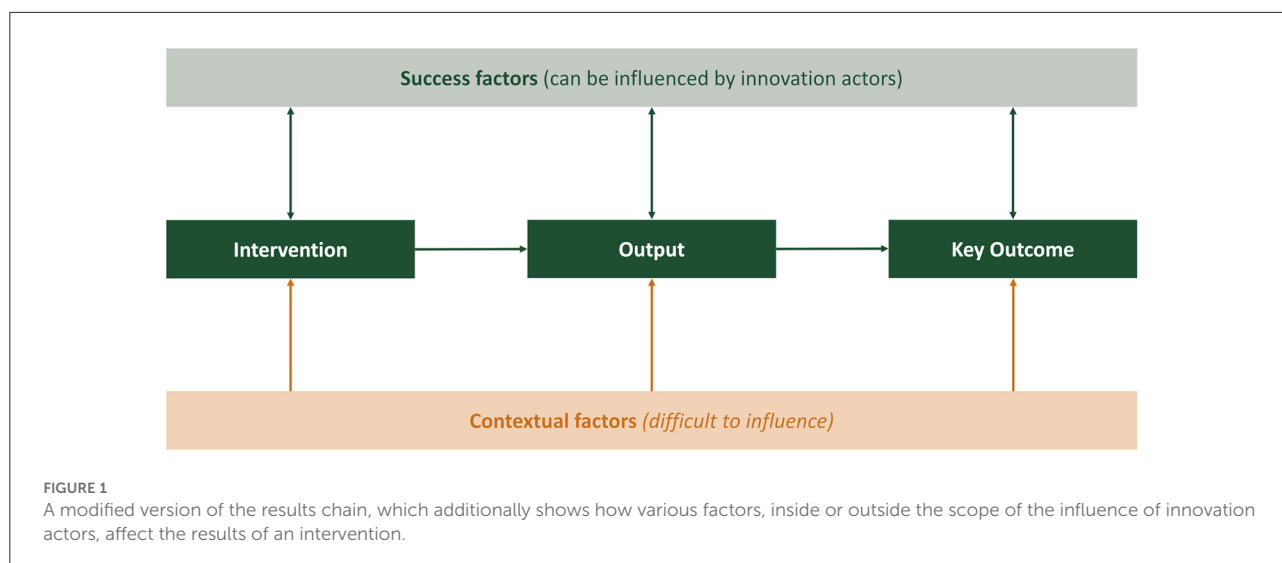 Success factors (can be influenced by innovation actors)
Intervention
Output
Key Outcome
Contextual factors (difficult to influence)
FIGURE 1
A modified version of the results chain, which additionally shows how various factors, inside or outside the scope of the influence of innovation
actors, affect the results of an intervention.